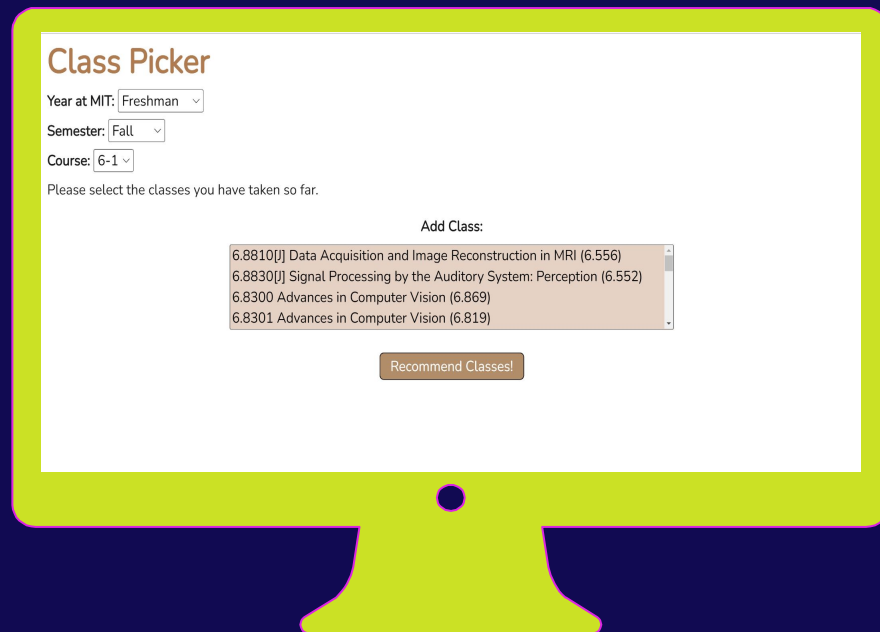 Class Picker
Year at MIT: Freshman
Semester: Fall
Course: 6-1
Please select the classes you have taken so far.
Add Class:
6.8810[J] Data Acquisition and Image Reconstruction in MRI (6.556)
6.8830[J] Signal Processing by the Auditory System: Perception (6.552)
6.8300 Advances in Computer Vision (6.869)
6.8301 Advances in Computer Vision (6.819)
Recommend Classes!